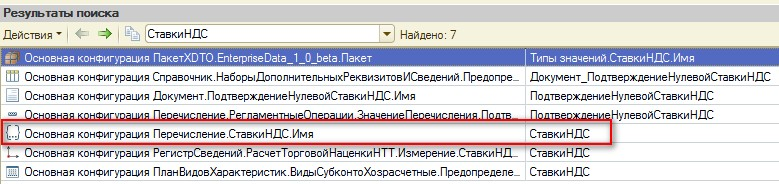 Результаты поиска
Действия СтавкиНДС Найдено: 7
Основная конфигурация ПакетXDTO.EnterpriseData_1_0_beta.Пакет Типы значений.СтавкиНДС.Имя
Основная конфигурация Справочник.НаборыДополнительныхРеквизитовИСведений.Предопре... Документ_ПодтверждениеНулевойСтавкиНДС
Основная конфигурация Документ.ПодтверждениеНулевойСтавкиНДС.Имя ПодтверждениеНулевойСтавкиНДС
Основная конфигурация Перечисление.РегламентныеОперации.ЗначениеПеречисления.Подтв... ПодтверждениеНулевойСтавкиНДС
Основная конфигурация Перечисление.СтавкиНДС.Имя СтавкиНДС
Основная конфигурация РегистрСведений.РасчетТорговойНаценкиНТТ.Измерение.СтавкиНД... СтавкиНДС
Основная конфигурация ПланВидовХарактеристик.ВидыСубконтоХозрасчетные.Предопределе... СтавкиНДС